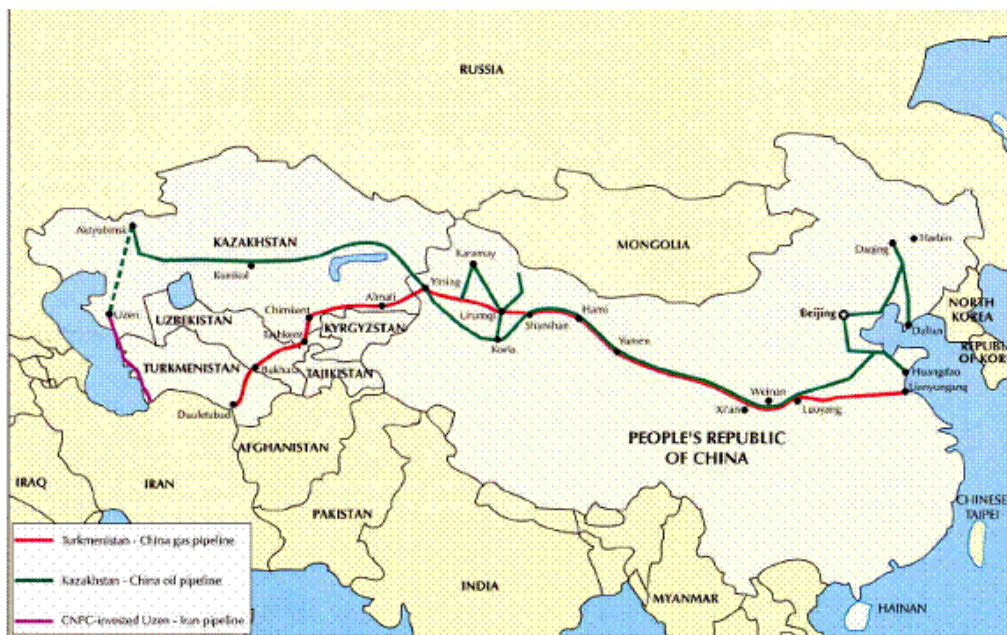 RUSSIA
Aktyubinsk
KAZAKHSTAN
Kumkol
Karamay
MONGOLIA
Daqing
Harbin
Uzen
UZBEKISTAN
Chimkent
Almati
Yining
Urumqi
Shanshan
Hami
Beijing
NORTH
KOREA
Tashkent
KYRGYZSTAN
Korla
Dalian
REPUBLIC
OF KOR
TURKMENISTAN
Bukhara
TAJIKISTAN
Yumen
Huangdao
Lianyungang
Dauletabad
Weinan
Xi'an
Luoyang
AFGHANISTAN
PEOPLE'S REPUBLIC
OF CHINA
IRAQ
IRAN
PAKISTAN
CHINESE
TAIPEI
Turkmenistan - China gas pipeline
Kazakhstan - China oil pipeline
CNPC-invested Uzen - Iran pipeline
INDIA
MYANMAR
HAINAN